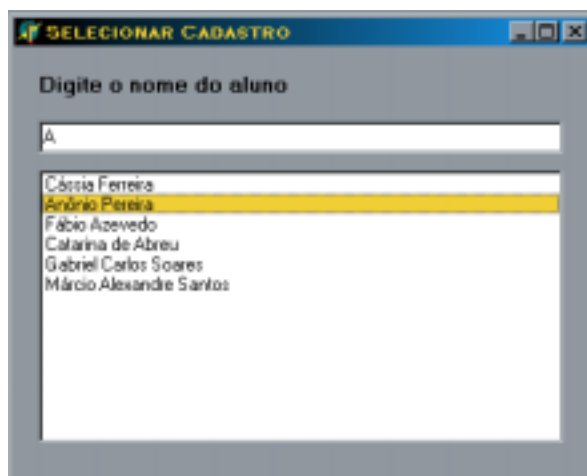 SELECIONAR CADASTRO
Digite o nome do aluno
A
Cássia Ferreira
Anônio Pereira
Fábio Azevedo
Catarina de Abreu
Gabriel Carlos Soares
Márcio Alexandre Santos